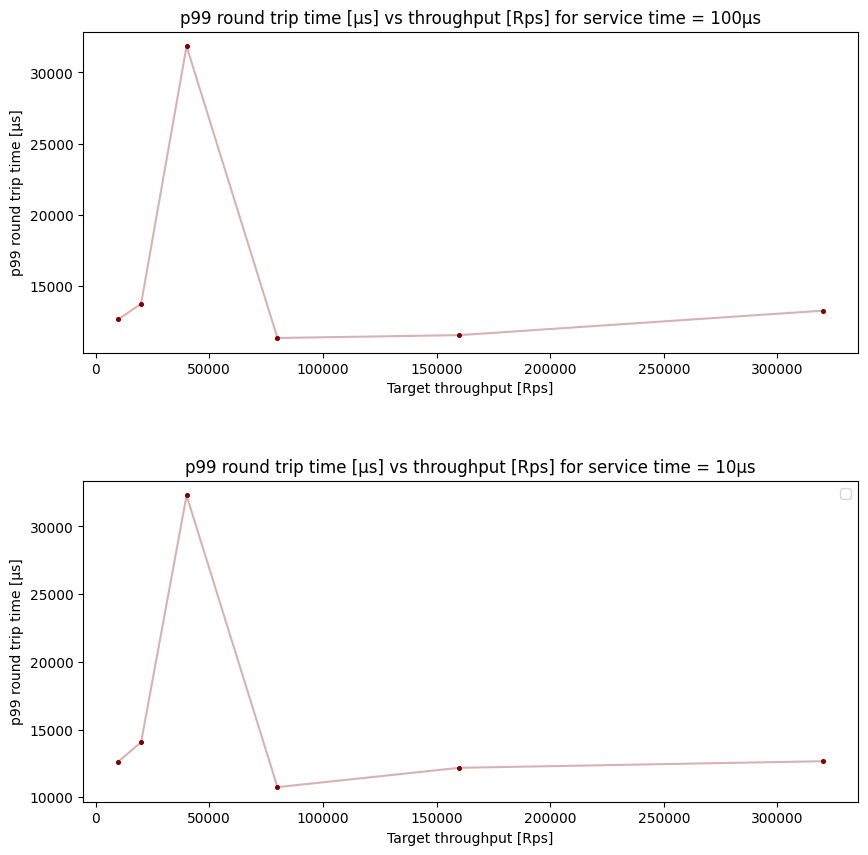 p99 round trip time [µs] vs throughput [Rps] for service time = 100µs
30000
25000
20000
15000
p99 round trip time [µs]
0 50000 100000 150000 200000 250000 300000
Target throughput [Rps]
p99 round trip time [µs] vs throughput [Rps] for service time = 10µs
30000
25000
20000
15000
10000
p99 round trip time [µs]
0 50000 100000 150000 200000 250000 300000
Target throughput [Rps]